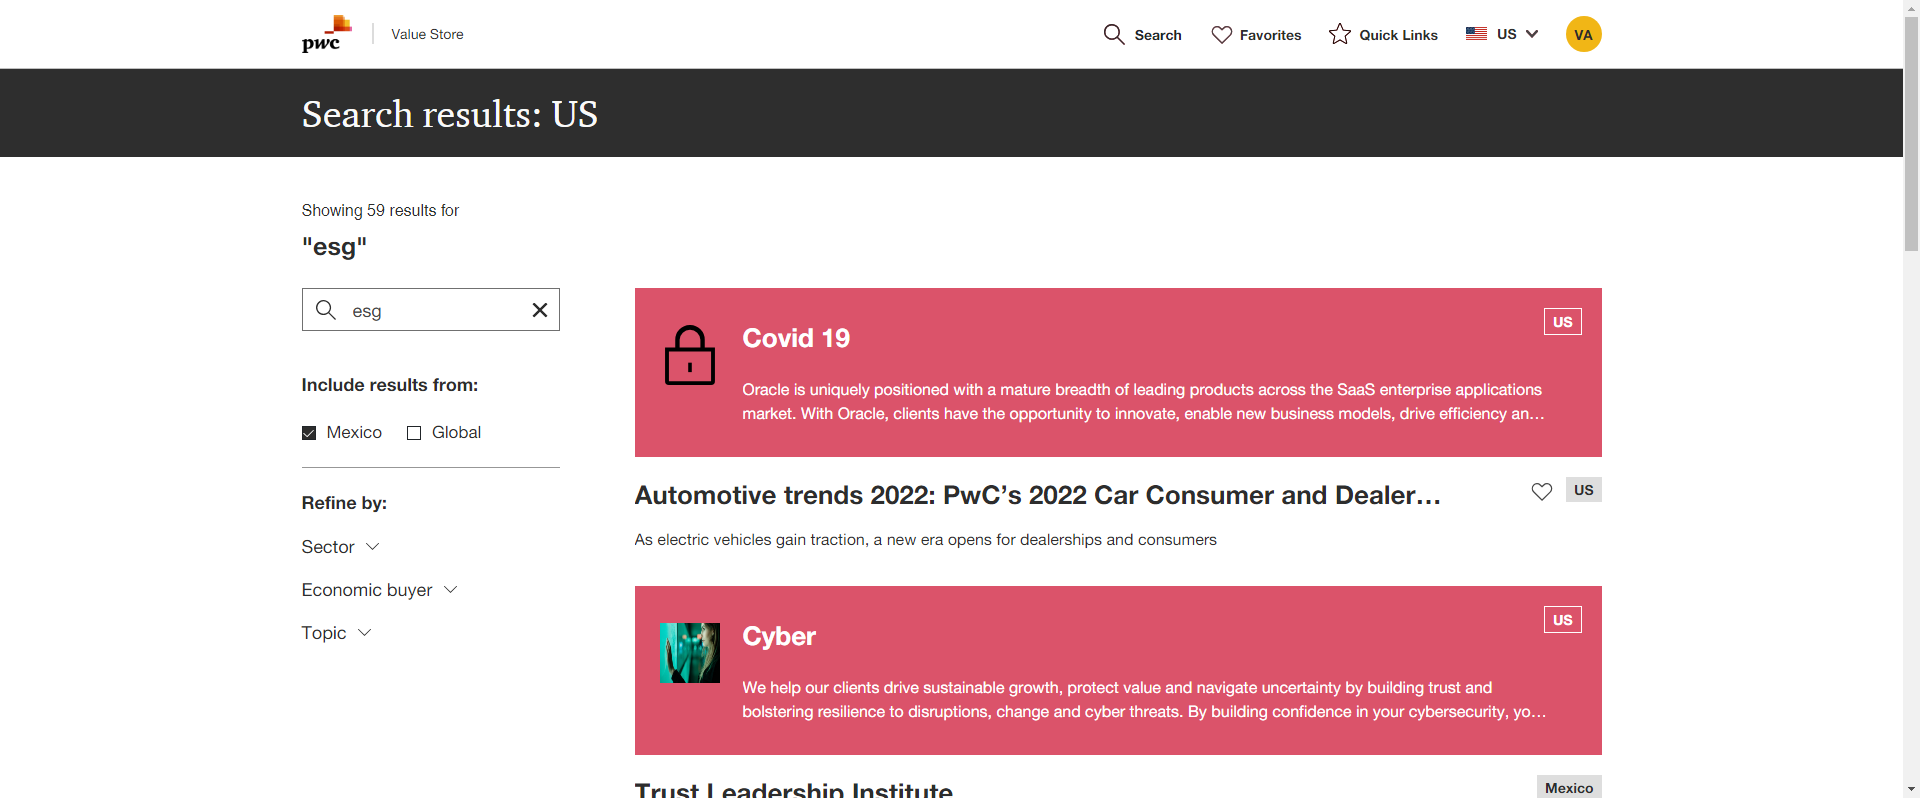 pwc
Value Store
Search
Favorites
Quick Links
US
VA
Search results: US
Showing 59 results for
"esg"
esg
Include results from:
Mexico
Global
Refine by:
Sector
Economic buyer
Topic
Covid 19
US
Oracle is uniquely positioned with a mature breadth of leading products across the SaaS enterprise applications
market. With Oracle, clients have the opportunity to innovate, enable new business models, drive efficiency an...
Automotive trends 2022: PwC’s 2022 Car Consumer and Dealer...
US
As electric vehicles gain traction, a new era opens for dealerships and consumers
Cyber
US
We help our clients drive sustainable growth, protect value and navigate uncertainty by building trust and
bolstering resilience to disruptions, change and cyber threats. By building confidence in your cybersecurity, yo...
Trust Leadership Institute
Mexico